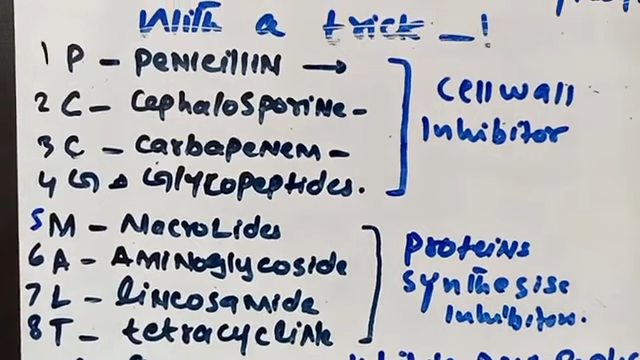 With a trick _!
1 P - Penicillin →
2 C - Cephalosporine -
3 C - Carbapenem -
4 G - Glycopeptides.
Cellwall
Inhibitor
5 M - Macrolides
6 A - Aminoglycoside
7 L - lincosamide
8 T - tetracycline
Proteins
Synthesise
Inhibitor.